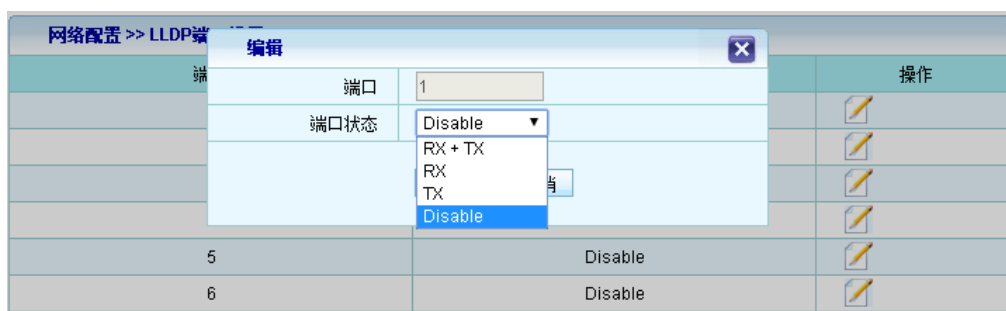 网络配置 >> LLDP端
编辑
端 操作
端口 1
端口状态 Disable
RX + TX
RX
TX
Disable
5 Disable
6 Disable